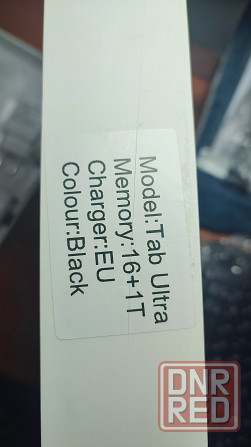 Model:Tab Ultra
Memory:16+1T
Charger:EU
Colour:Black
DNR
RED